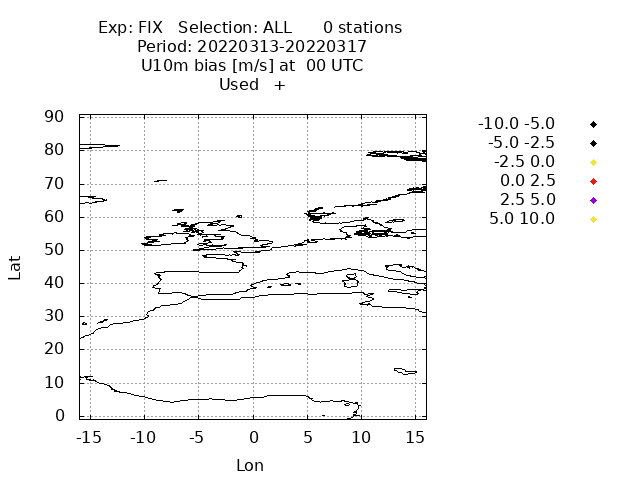 Exp: FIX   Selection: ALL      0 stations
Period: 20220313-20220317
U10m bias [m/s] at  00 UTC
Used   +
90
80
70
60
50
40
30
20
10
0
Lat
-15 -10 -5 0 5 10 15
Lon
-10.0 -5.0
-5.0 -2.5
-2.5 0.0
0.0 2.5
2.5 5.0
5.0 10.0